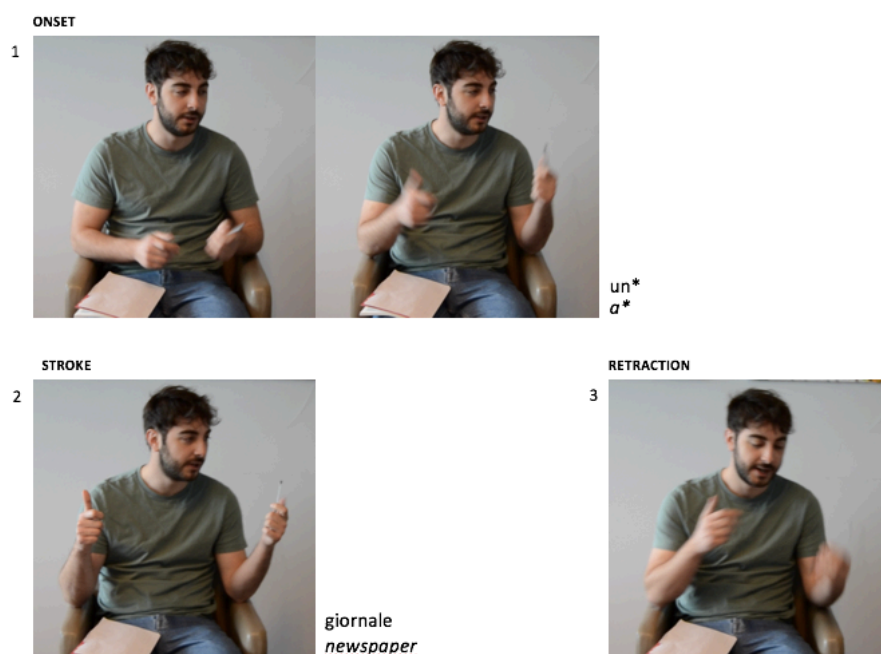 ONSET
1
un*
a*
STROKE
RETRACTION
2
3
giornale
newspaper